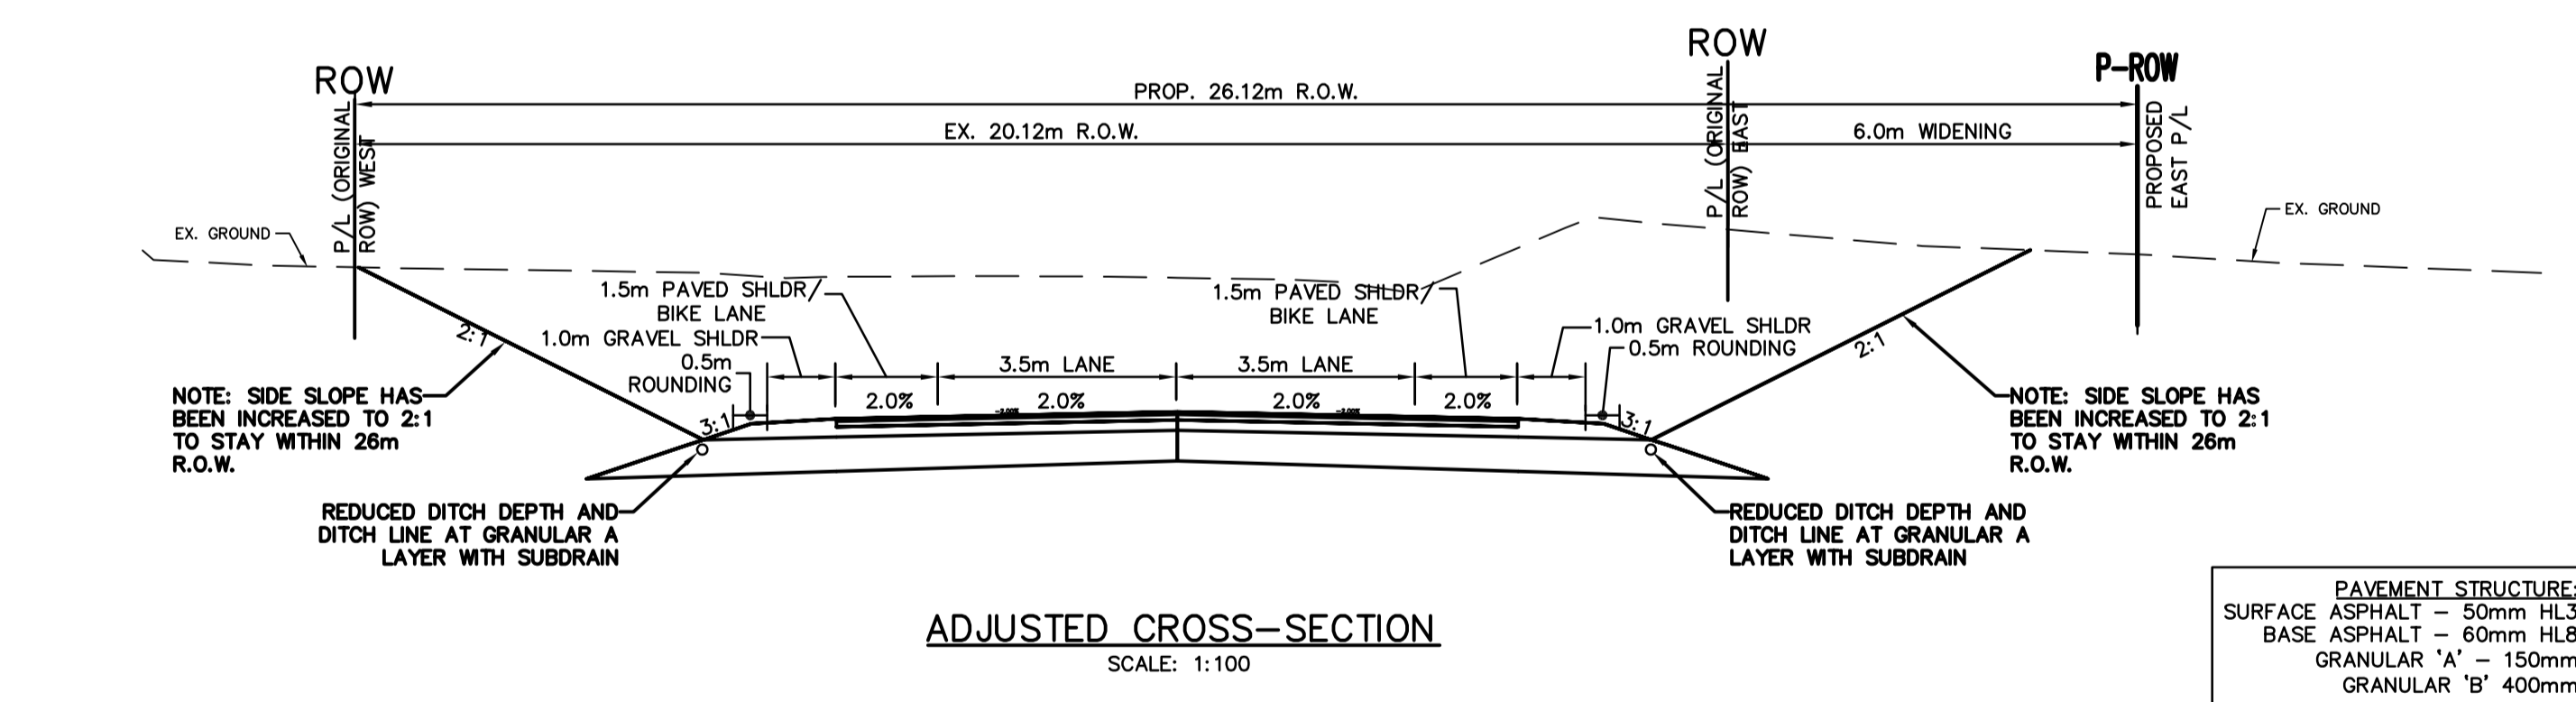 ROW
ROW
P-ROW
PROP. 26.12m R.O.W.
EX. 20.12m R.O.W.
6.0m WIDENING
P/L (ORIGINAL
ROW) WEST
P/L (ORIGINAL
ROW) EAST
PROPOSED
EAST P/L
EX. GROUND
EX. GROUND
1.5m PAVED SHLDR/
BIKE LANE
1.5m PAVED SHLDR/
BIKE LANE
1.0m GRAVEL SHLDR
1.0m GRAVEL SHLDR
0.5m
ROUNDING
0.5m ROUNDING
3.5m LANE
3.5m LANE
2:1
2:1
2.0%
2.0%
2.0%
2.0%
-2.00%
-2.00%
3:1
3:1
NOTE: SIDE SLOPE HAS
BEEN INCREASED TO 2:1
TO STAY WITHIN 26m
R.O.W.
NOTE: SIDE SLOPE HAS
BEEN INCREASED TO 2:1
TO STAY WITHIN 26m
R.O.W.
REDUCED DITCH DEPTH AND
DITCH LINE AT GRANULAR A
LAYER WITH SUBDRAIN
REDUCED DITCH DEPTH AND
DITCH LINE AT GRANULAR A
LAYER WITH SUBDRAIN
ADJUSTED CROSS-SECTION
SCALE: 1:100
PAVEMENT STRUCTURE:
SURFACE ASPHALT - 50mm HL3
BASE ASPHALT - 60mm HL8
GRANULAR 'A' - 150mm
GRANULAR 'B' 400mm